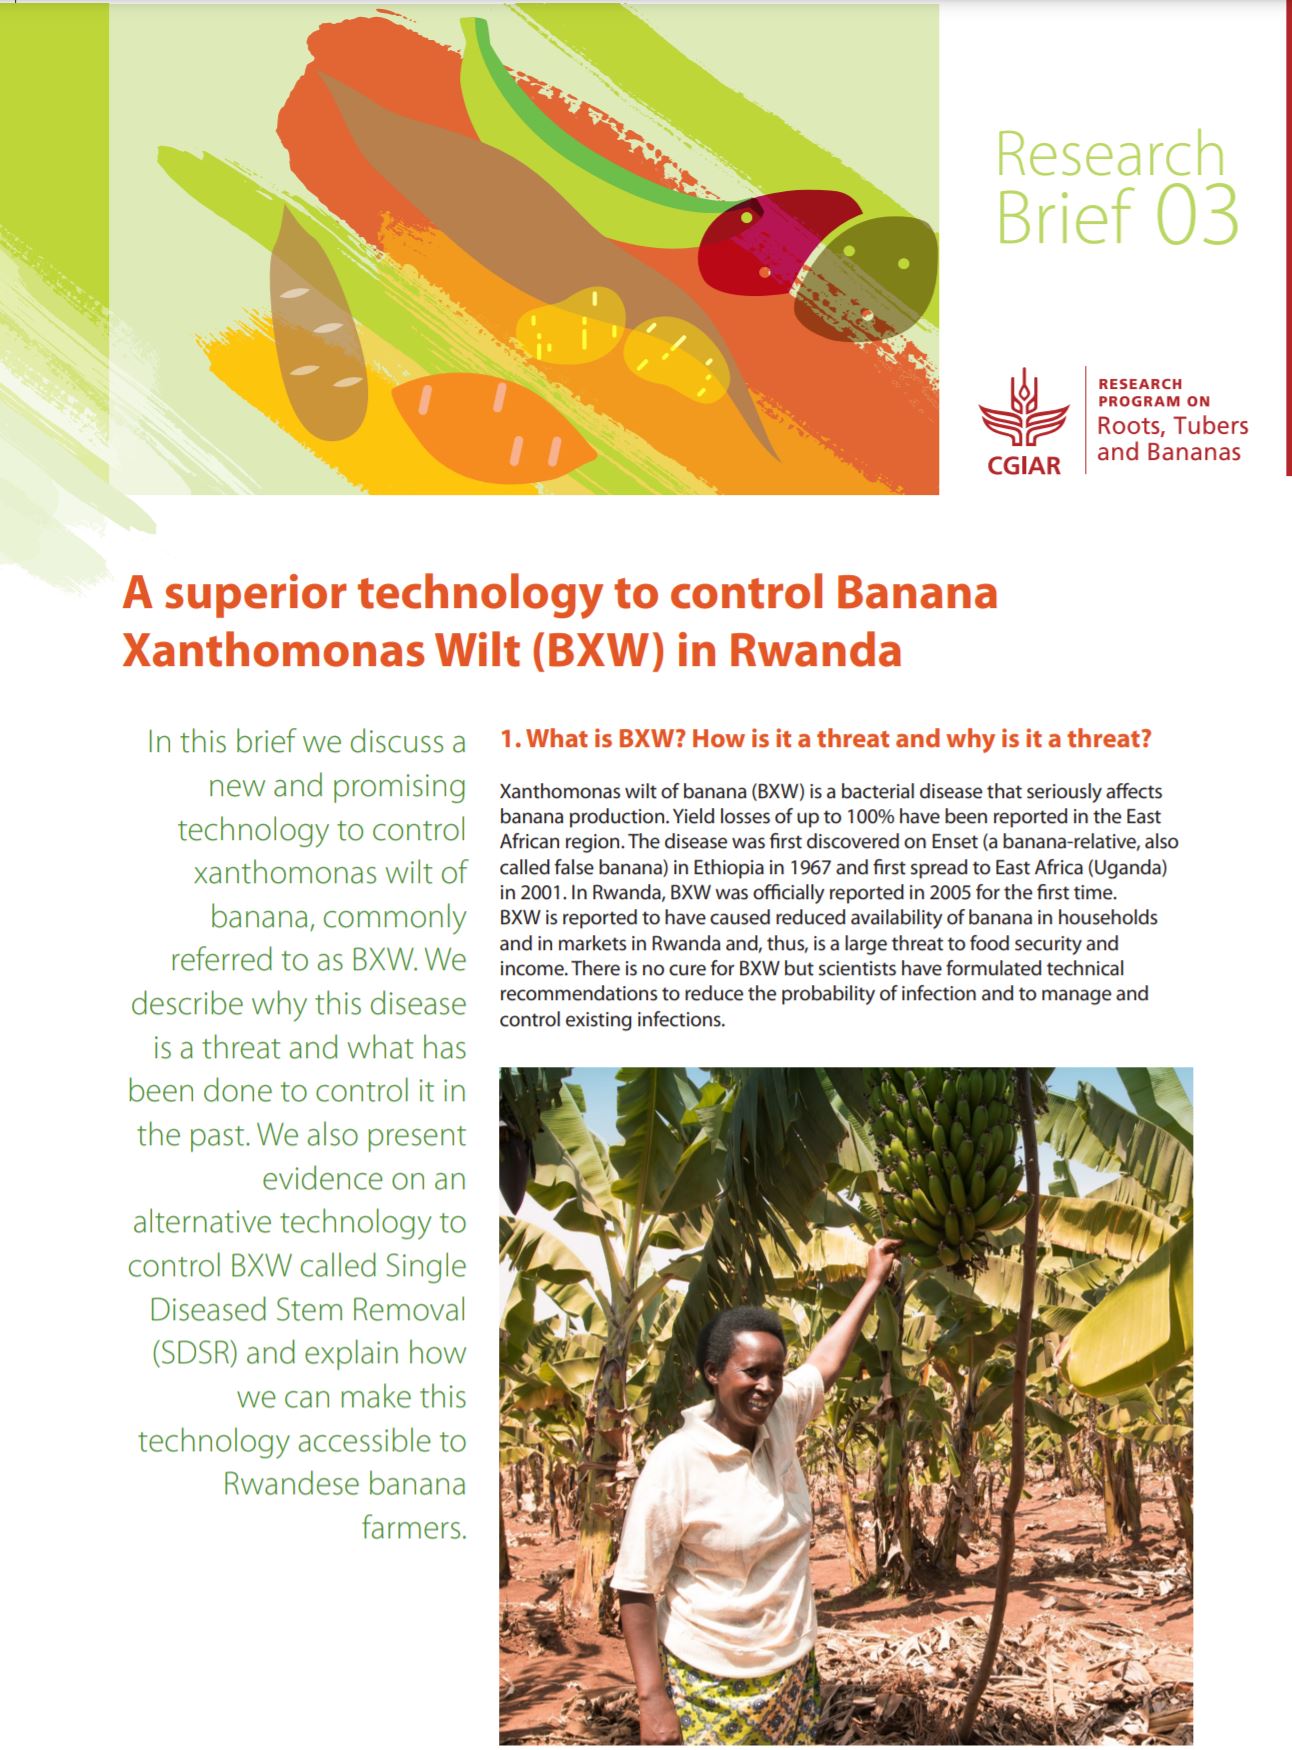 Research
Brief 03
CGIAR
RESEARCH
PROGRAM ON
Roots, Tubers
and Bananas
A superior technology to control Banana
Xanthomonas Wilt (BXW) in Rwanda
In this brief we discuss a
new and promising
technology to control
xanthomonas wilt of
banana, commonly
referred to as BXW. We
describe why this disease
is a threat and what has
been done to control it in
the past. We also present
evidence on an
alternative technology to
control BXW called Single
Diseased Stem Removal
(SDSR) and explain how
we can make this
technology accessible to
Rwandese banana
farmers.
1. What is BXW? How is it a threat and why is it a threat?
Xanthomonas wilt of banana (BXW) is a bacterial disease that seriously affects
banana production. Yield losses of up to 100% have been reported in the East
African region. The disease was first discovered on Enset (a banana-relative, also
called false banana) in Ethiopia in 1967 and first spread to East Africa (Uganda)
in 2001. In Rwanda, BXW was officially reported in 2005 for the first time.
BXW is reported to have caused reduced availability of banana in households
and in markets in Rwanda and, thus, is a large threat to food security and
income. There is no cure for BXW but scientists have formulated technical
recommendations to reduce the probability of infection and to manage and
control existing infections.